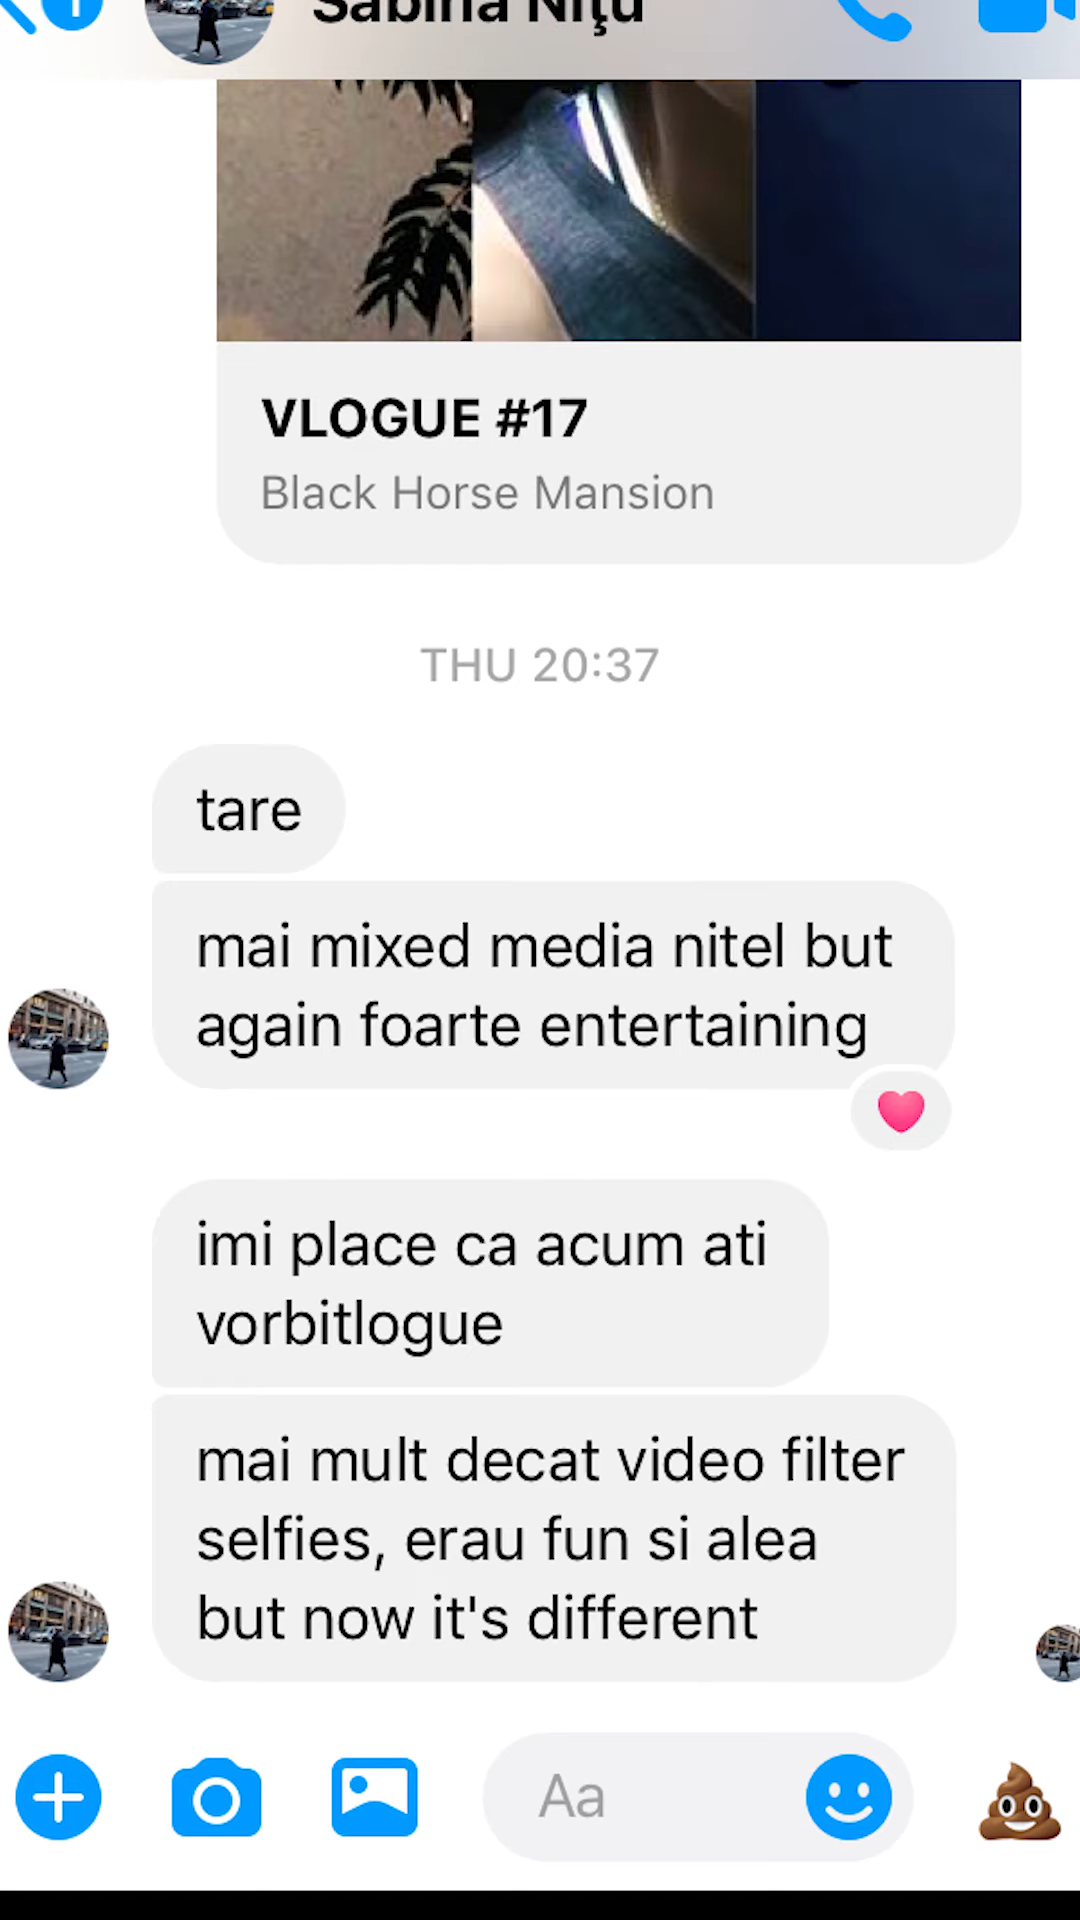 Sabina Nițu
VLOGUE #17
Black Horse Mansion
THU 20:37
tare
mai mixed media nitel but
again foarte entertaining
imi place ca acum ati
vorbitlogue
mai mult decat video filter
selfies, erau fun si alea
but now it's different
Aa